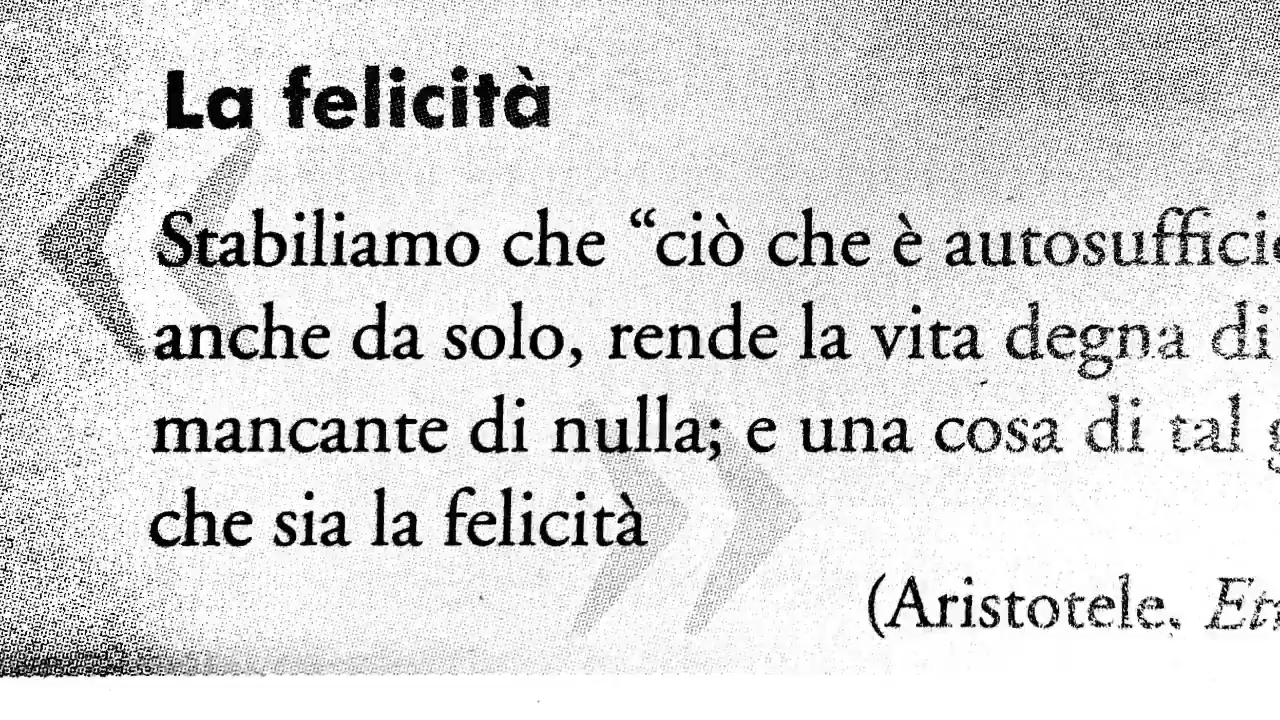 La felicità
Stabiliamo che “ciò che è
anche da solo, rende la vita degna di
mancante di nulla; e una cosa di tal
che sia la felicità
(Aristotele,